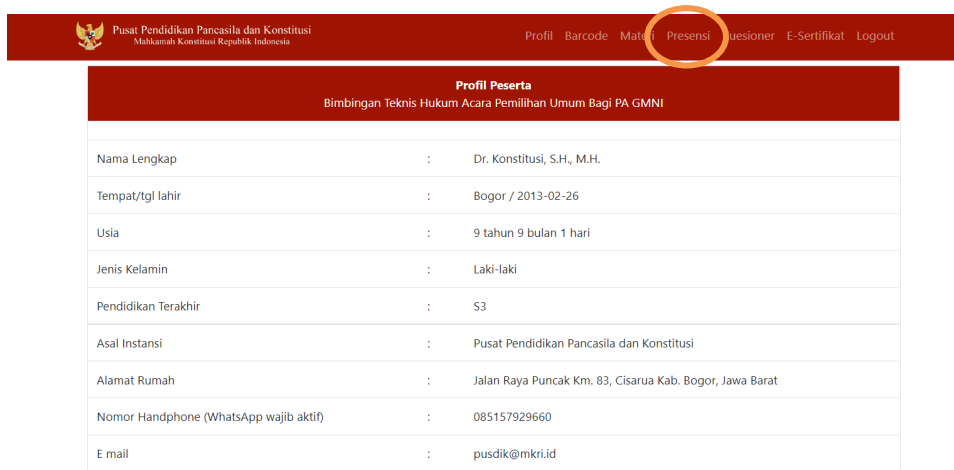 Pusat Pendidikan Pancasila dan Konstitusi
Mahkamah Konstitusi Republik Indonesia
Profil Barcode Materi Presensi Kuesioner E-Sertifikat Logout
Profil Peserta
Bimbingan Teknis Hukum Acara Pemilihan Umum Bagi PA GMNI
Nama Lengkap : Dr. Konstitusi, S.H., M.H.
Tempat/tgl lahir : Bogor / 2013-02-26
Usia : 9 tahun 9 bulan 1 hari
Jenis Kelamin : Laki-laki
Pendidikan Terakhir : S3
Asal Instansi : Pusat Pendidikan Pancasila dan Konstitusi
Alamat Rumah : Jalan Raya Puncak Km. 83, Cisarua Kab. Bogor, Jawa Barat
Nomor Handphone (WhatsApp wajib aktif) : 085157929660
E mail : pusdik@mkri.id